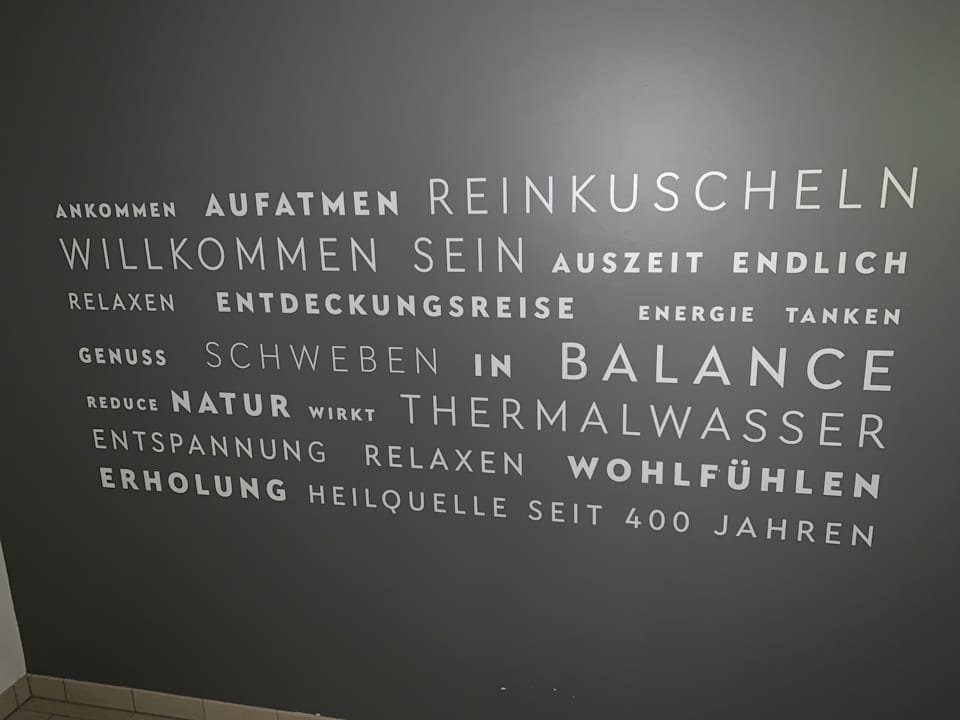 ANKOMMEN AUFATMEN REINKUSCHELN
WILLKOMMEN SEIN AUSZEIT ENDLICH
RELAXEN ENTDECKUNGSREISE ENERGIE TANKEN
GENUSS SCHWEBEN IN BALANCE
REDUCE NATUR WIRKT THERMALWASSER
ENTSPANNUNG RELAXEN WOHLFÜHLEN
ERHOLUNG HEILQUELLE SEIT 400 JAHREN